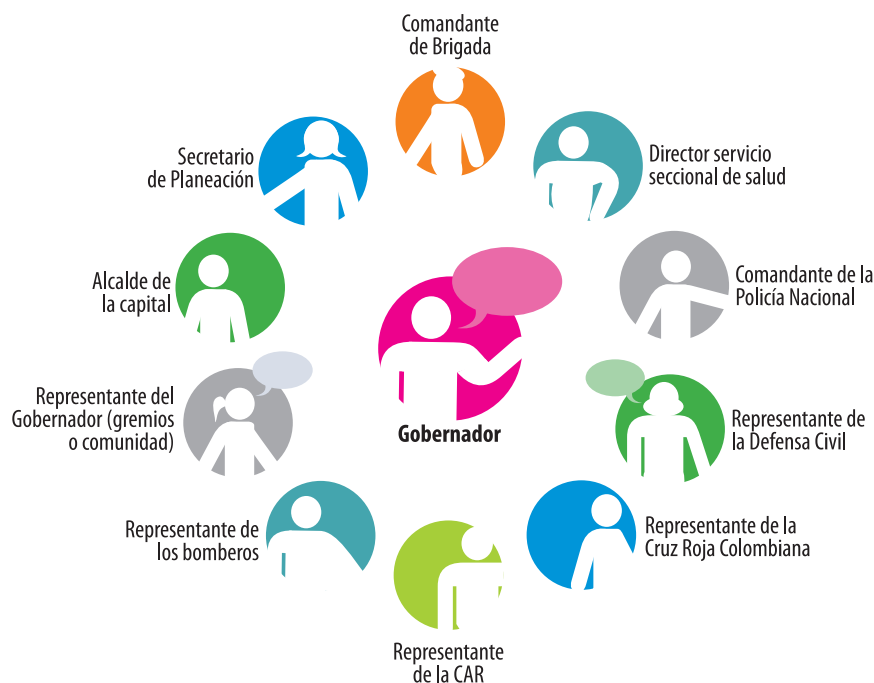 Comandante
de Brigada
Secretario
de Planeación
Director servicio
seccional de salud
Alcalde de
la capital
Comandante de la
Policía Nacional
Representante del
Gobernador (gremios
o comunidad)
Gobernador
Representante de
la Defensa Civil
Representante de
los bomberos
Representante de la
Cruz Roja Colombiana
Representante
de la CAR